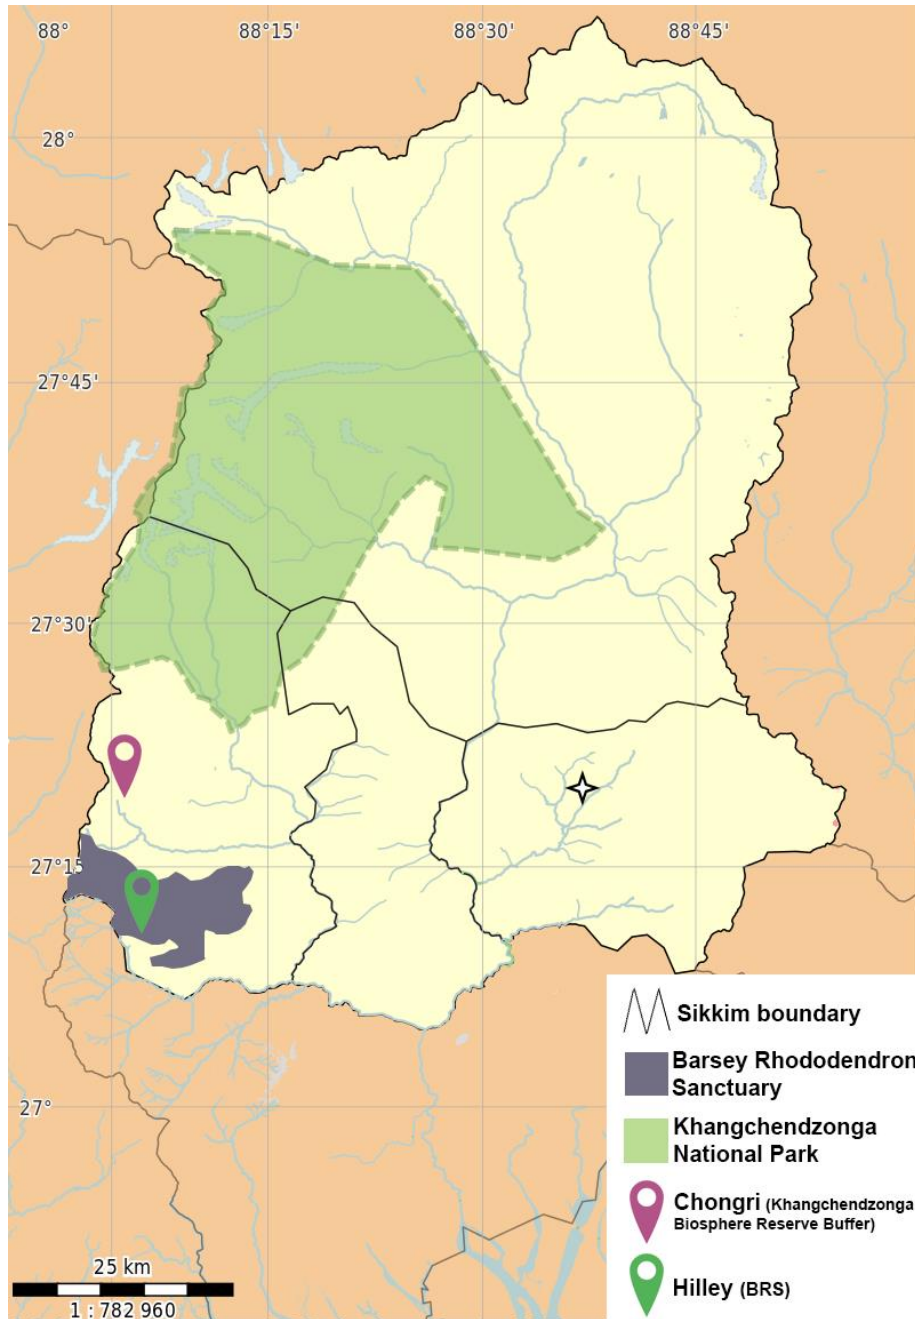 88°
88°15'
88°30'
88°45'
28°
27°45'
27°30'
27°15
27°
Sikkim boundary
Barsey Rhododendron
Sanctuary
Khangchendzonga
National Park
Chongri (Khangchendzonga
Biosphere Reserve Buffer)
Hilley (BRS)
25 km
1 : 782 960